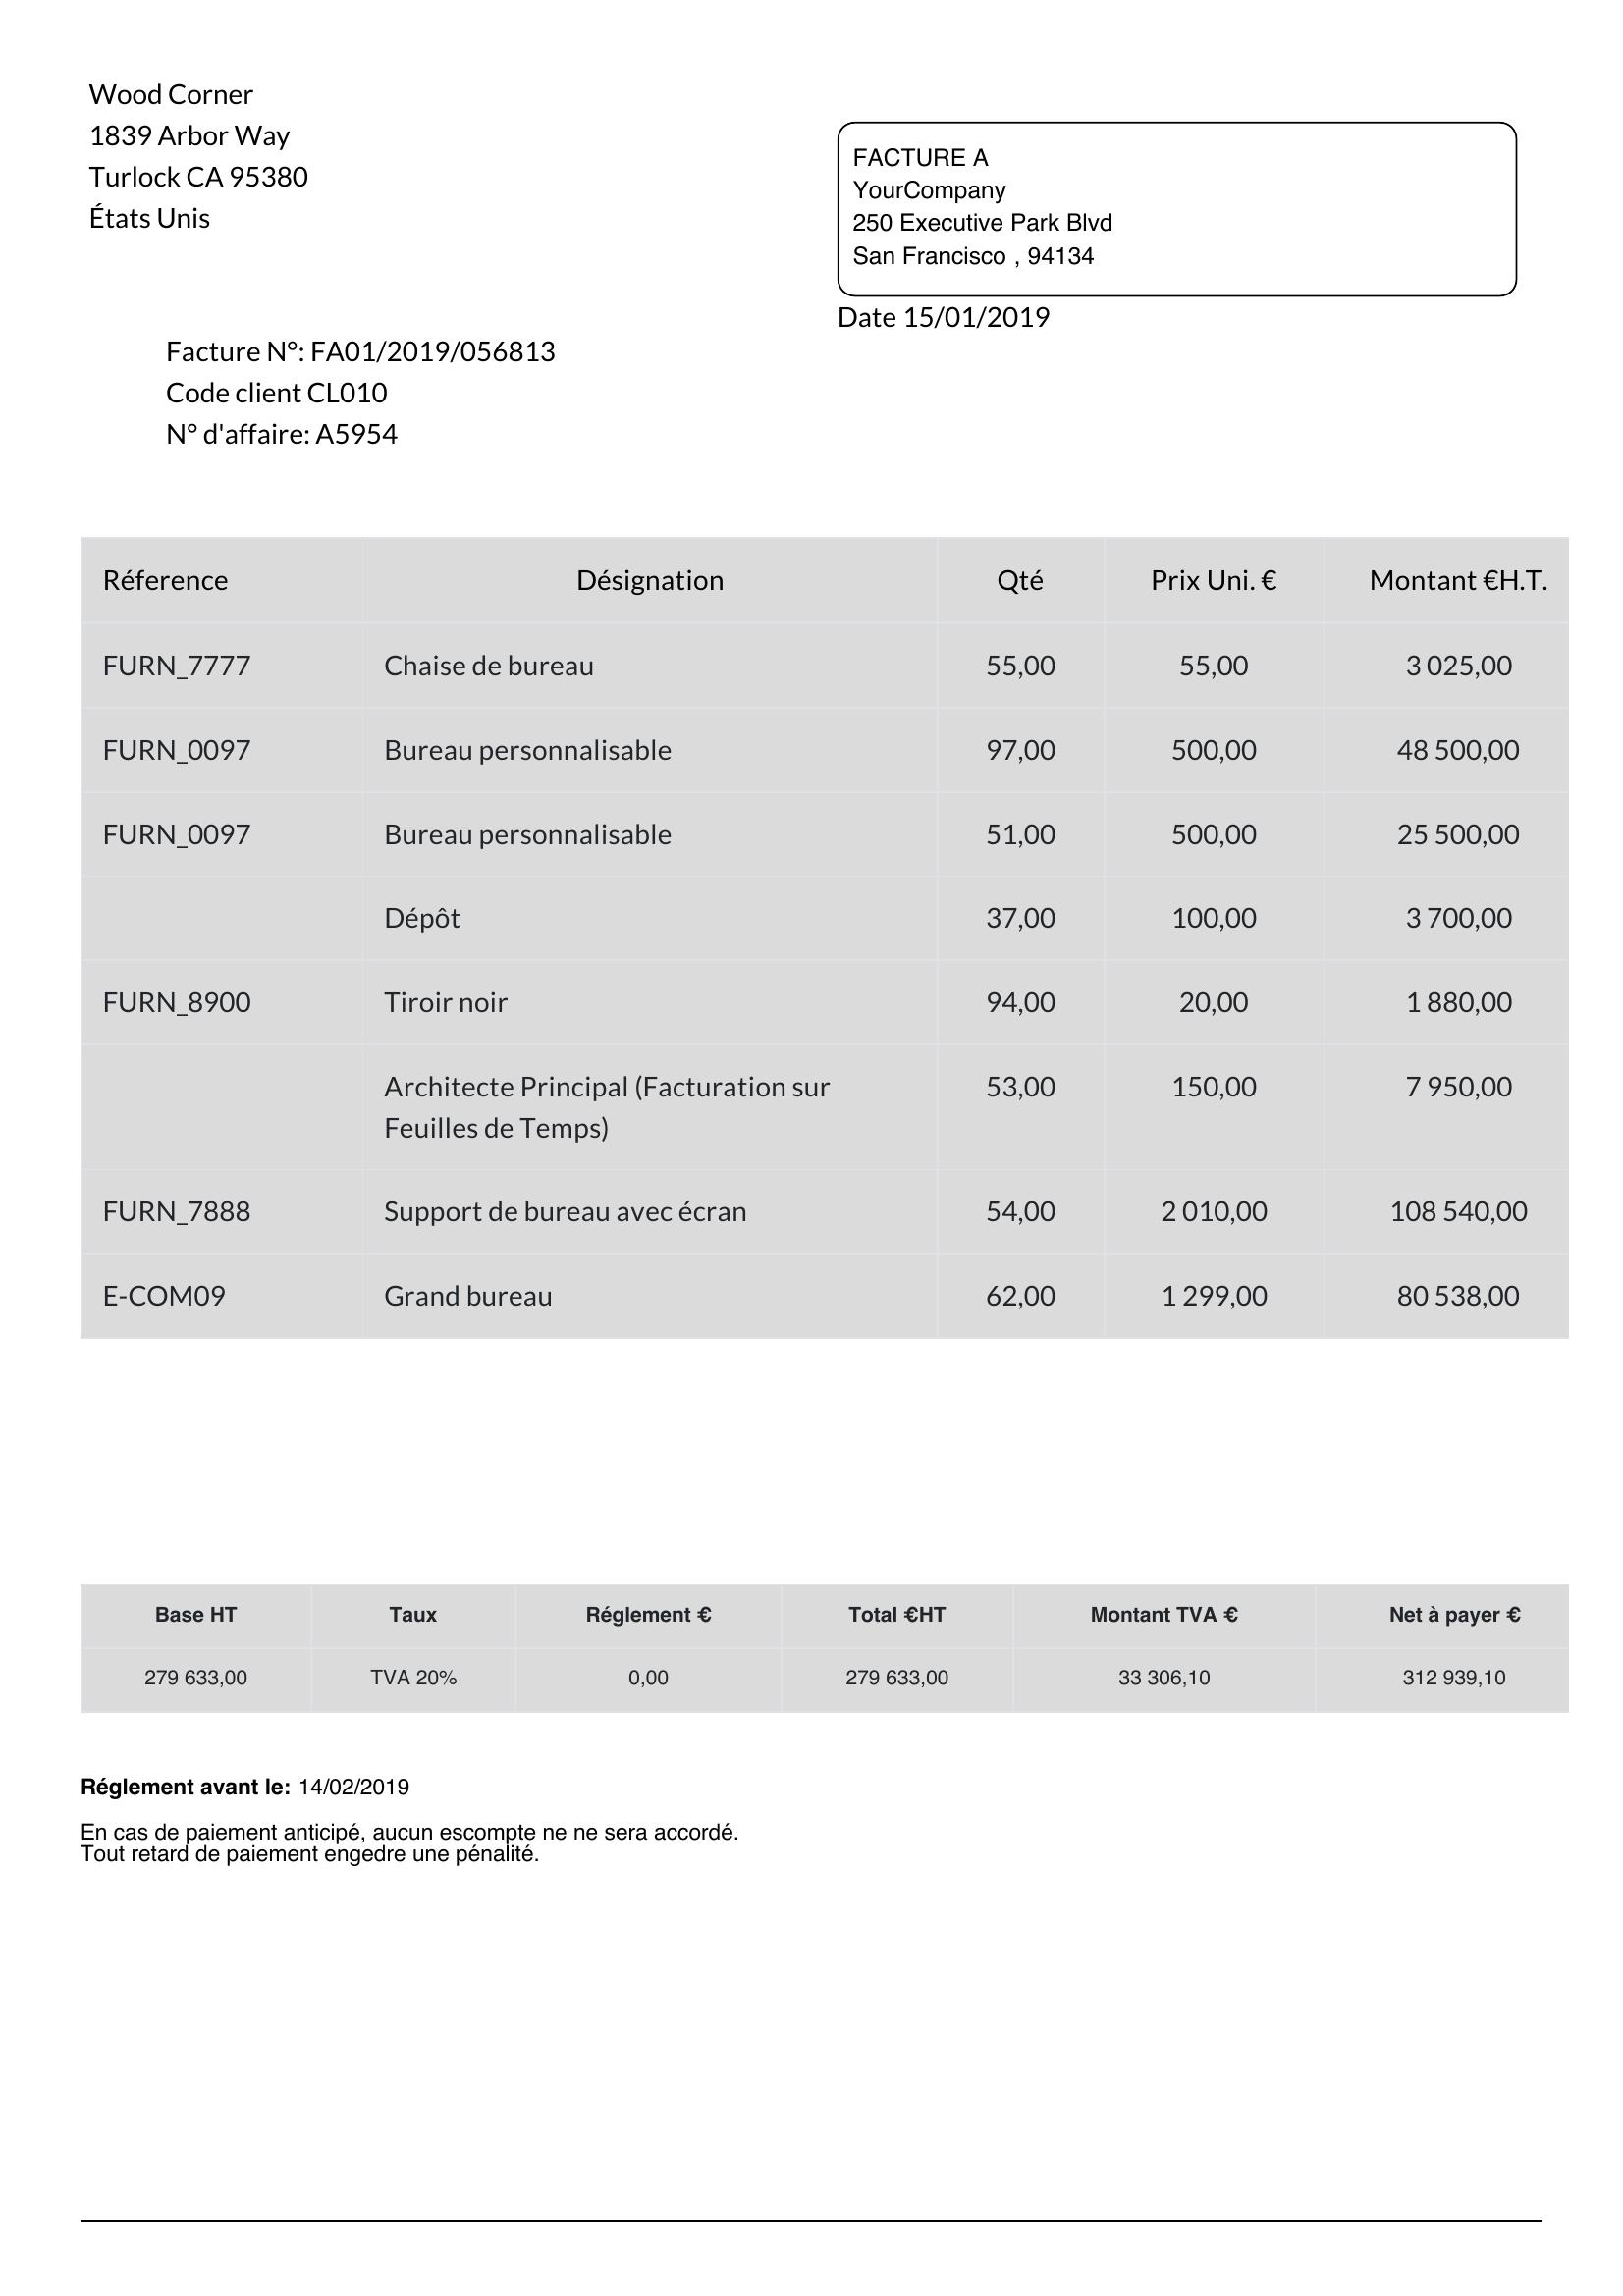 Wood Corner
1839 Arbor Way
Turlock CA 95380
États Unis
FACTURE A
YourCompany
250 Executive Park Blvd
San Francisco , 94134
Date 15/01/2019
Facture N°: FA01/2019/056813
Code client CL010
N° d'affaire: A5954
Réference Désignation Qté Prix Uni. € Montant €H.T.
FURN_7777 Chaise de bureau 55,00 55,00 3 025,00
FURN_0097 Bureau personnalisable 97,00 500,00 48 500,00
FURN_0097 Bureau personnalisable 51,00 500,00 25 500,00
Dépôt 37,00 100,00 3 700,00
FURN_8900 Tiroir noir 94,00 20,00 1 880,00
Architecte Principal (Facturation sur 53,00 150,00 7 950,00
Feuilles de Temps)
FURN_7888 Support de bureau avec écran 54,00 2 010,00 108 540,00
E-COM09 Grand bureau 62,00 1 299,00 80 538,00
Base HT Taux Réglement € Total €HT Montant TVA € Net à payer €
279 633,00 TVA 20% 0,00 279 633,00 33 306,10 312 939,10
Réglement avant le: 14/02/2019
En cas de paiement anticipé, aucun escompte ne ne sera accordé.
Tout retard de paiement engedre une pénalité.